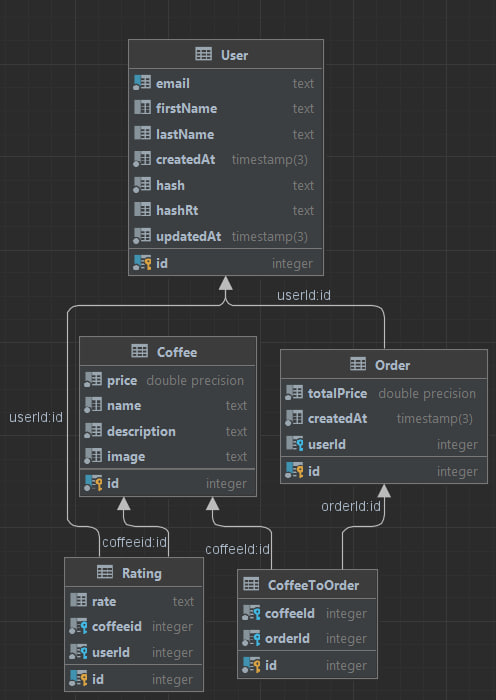 User
email text
firstName text
lastName text
createdAt timestamp(3)
hash text
hashRt text
updatedAt timestamp(3)
id integer
userId:id
userId:id
Coffee
price double precision
name text
description text
image text
id integer
Order
totalPrice double precision
createdAt timestamp(3)
userId integer
id integer
coffeeid:id
coffeeId:id
orderId:id
Rating
rate text
coffeeid integer
userId integer
id integer
CoffeeToOrder
coffeeId integer
orderId integer
id integer